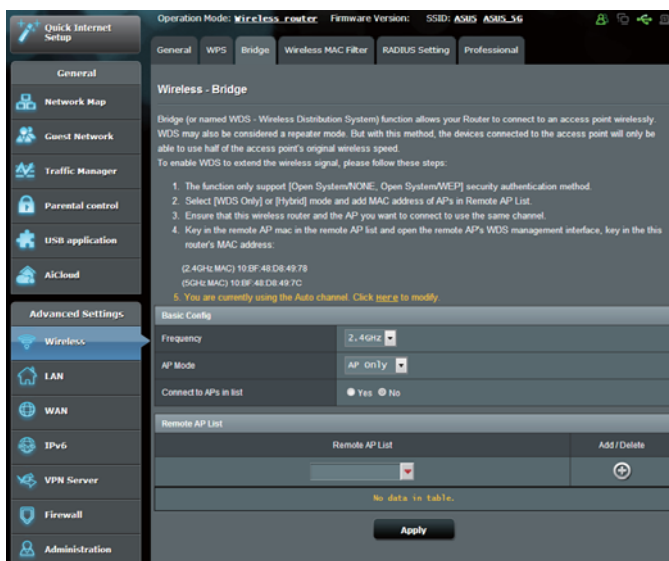 Operation Mode: Wireless router Firmware Version: SSID: ASUS ASUS_5G
Quick Internet
Setup
General
Network Map
Guest Network
Traffic Manager
Parental control
USB application
AiCloud
Advanced Settings
Wireless
LAN
WAN
IPv6
VPN Server
Firewall
Administration
General WPS Bridge Wireless MAC Filter RADIUS Setting Professional
Wireless - Bridge
Bridge (or named WDS - Wireless Distribution System) function allows your Router to connect to an access point wirelessly.
WDS may also be considered a repeater mode. But with this method, the devices connected to the access point will only be
able to use half of the access point's original wireless speed.
To enable WDS to extend the wireless signal, please follow these steps:
1. The function only support [Open System/NONE, Open System/WEP] security authentication method.
2. Select [WDS Only] or [Hybrid] mode and add MAC address of APs in Remote AP List.
3. Ensure that this wireless router and the AP you want to connect to use the same channel.
4. Key in the remote AP mac in the remote AP list and open the remote AP's WDS management interface, key in the this
router's MAC address:
(2.4GHz MAC) 10:BF:48:D8:49:78
(5GHz MAC) 10:BF:48:D8:49:7C
5. You are currently using the Auto channel. Click here to modify
Basic Config
Frequency 2.4GHz
AP Mode AP Only
Connect to APs in list Yes No
Remote AP List
Remote AP List Add / Delete
No data in table.
Apply